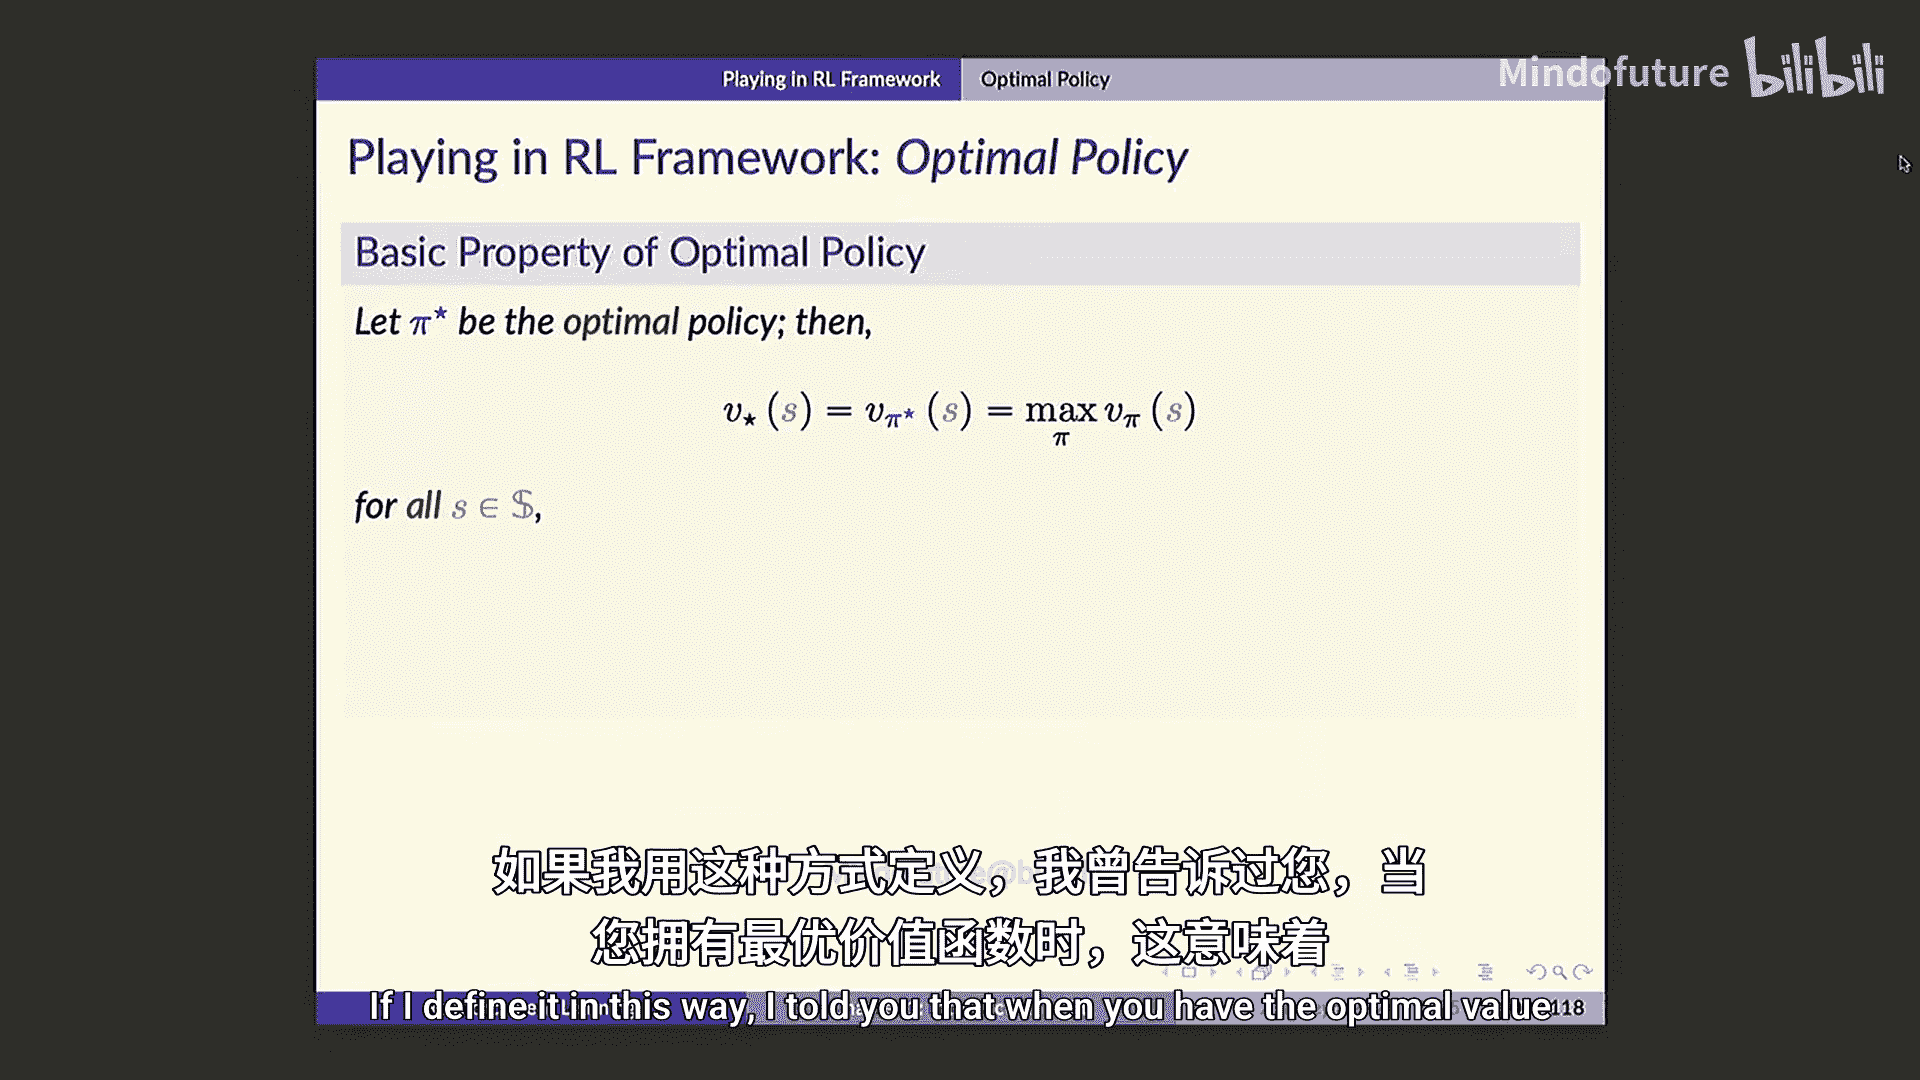 Playing in RL Framework Optimal Policy
Mindofuture bilibili
Playing in RL Framework: Optimal Policy
Basic Property of Optimal Policy
Let π* be the optimal policy; then,
v⋆ (s) = vπ⋆ (s) = max vπ (s)
π
for all s ∈ 𝕊,
如果我用这种方式定义，我曾告诉过您，当
您拥有最优价值函数时，这意味着
If I define it in this way, I told you that when you have the optimal value
118